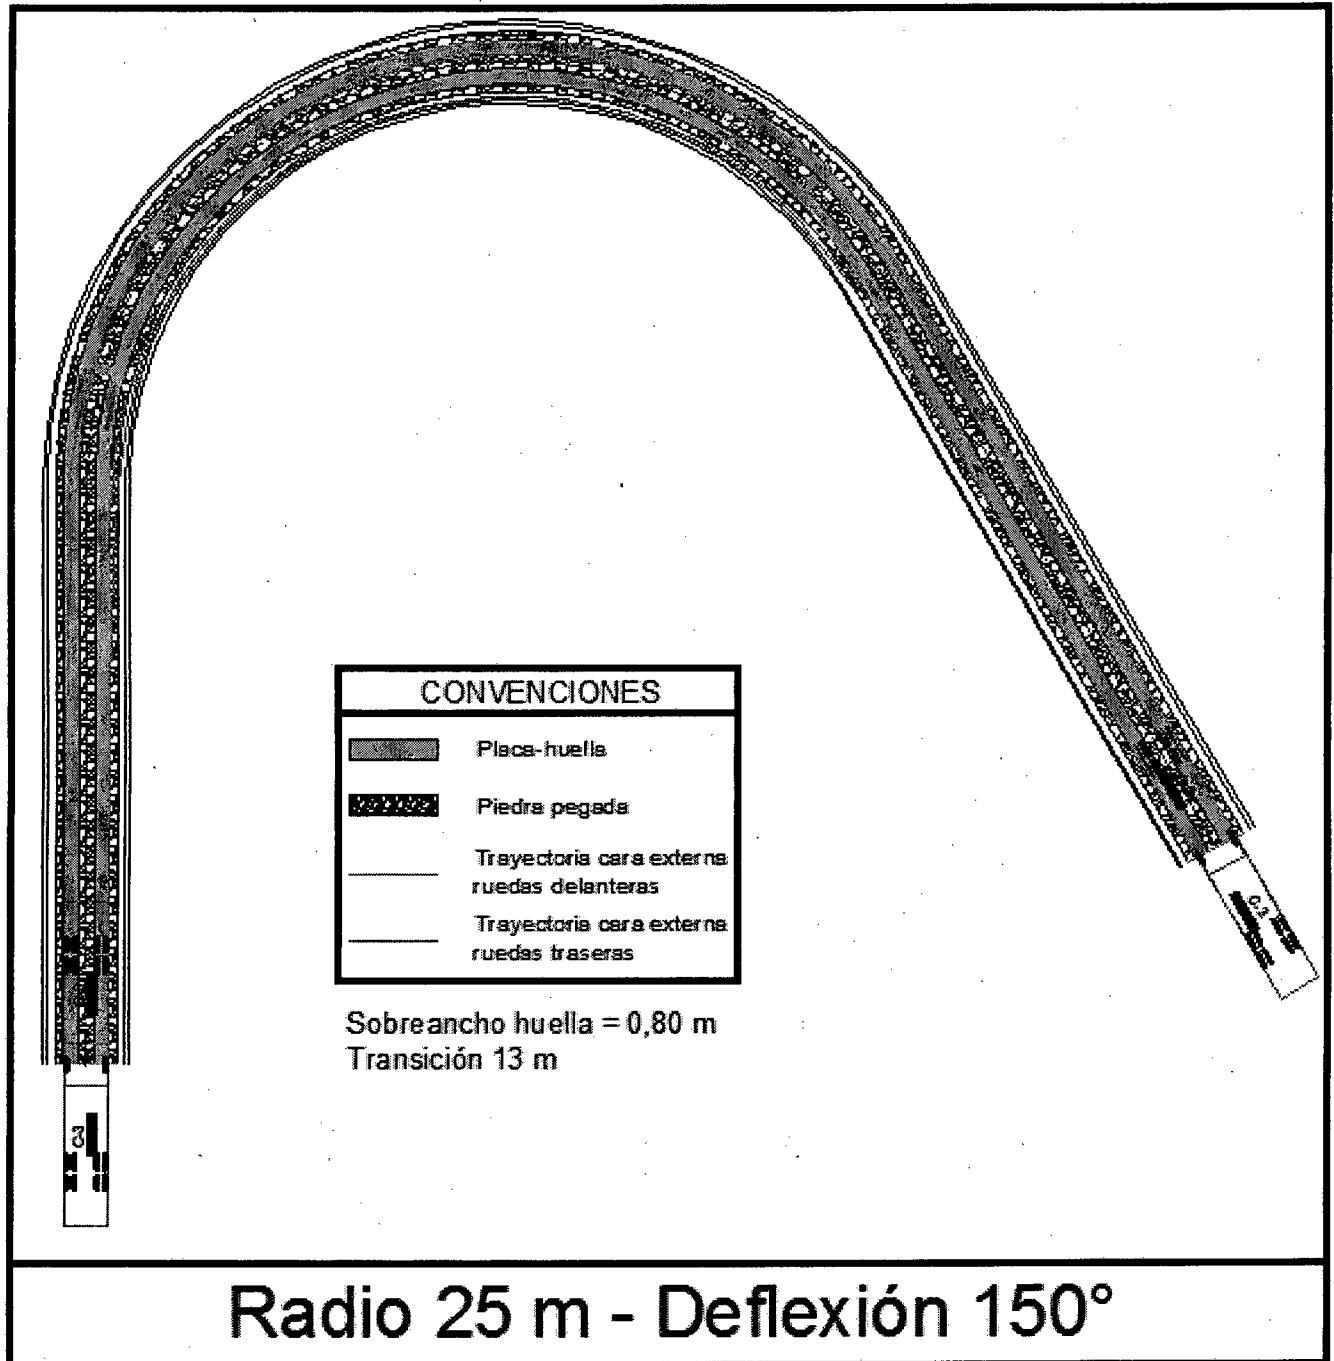 CONVENCIONES
Placa-huella
Piedra pegada
Trayectoria cara externa
ruedas delanteras
Trayectoria cara externa
ruedas traseras
Sobreancho huella = 0,80 m
Transición 13 m
Radio 25 m - Deflexión 150°